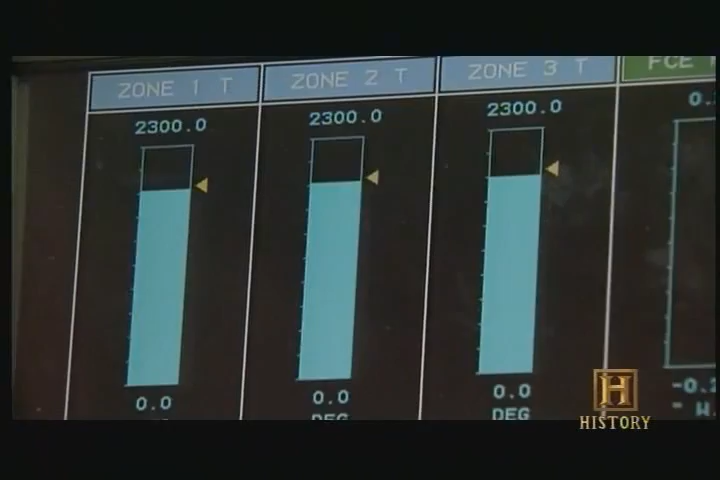 ZONE 1 T
ZONE 2 T
ZONE 3 T
FCE
2300.0
2300.0
2300.0
0.0
0.0
0.0
DEG
DEG
H
HISTORY